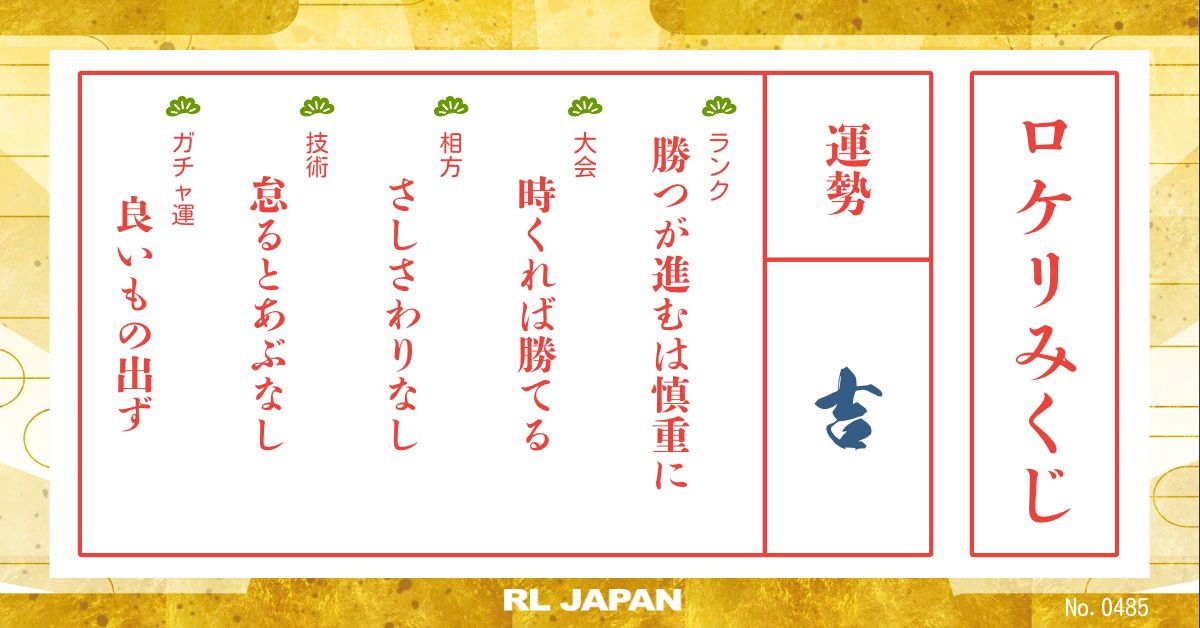 ロケリみくじ
運勢
吉
ランク
勝つが進むは慎重に
大会
時くれば勝てる
相方
さしさわりなし
技術
怠るとあぶなし
ガチャ運
良いもの出ず
RL JAPAN
No. 0485